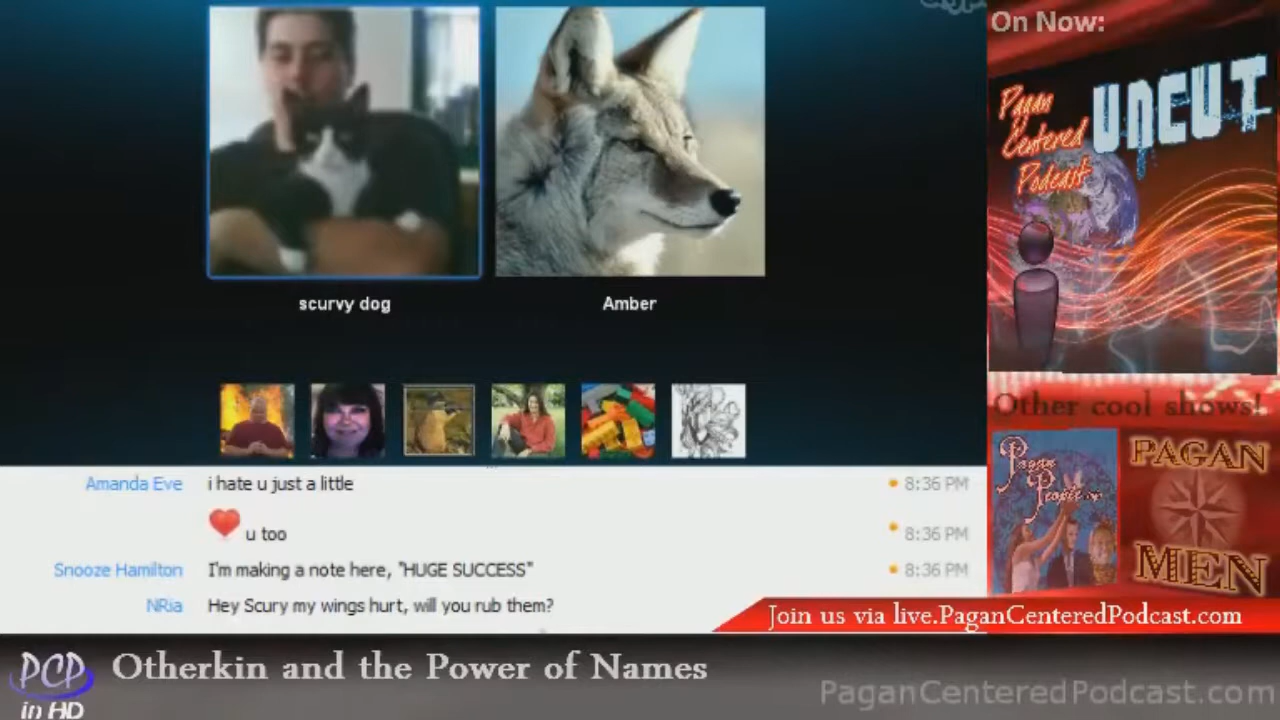 On Now:
Pagan
Centered
Podcast
UNCUT
scurvy dog
Amber
Other cool shows!
Pagan
People
PAGAN
MEN
Amanda Eve i hate u just a little 8:36 PM
u too 8:36 PM
Snooze Hamilton I'm making a note here, "HUGE SUCCESS" 8:36 PM
NRia Hey Scury my wings hurt, will you rub them?
Join us via live.PaganCenteredPodcast.com
PCP
in HD
Otherkin and the Power of Names
PaganCenteredPodcast.com